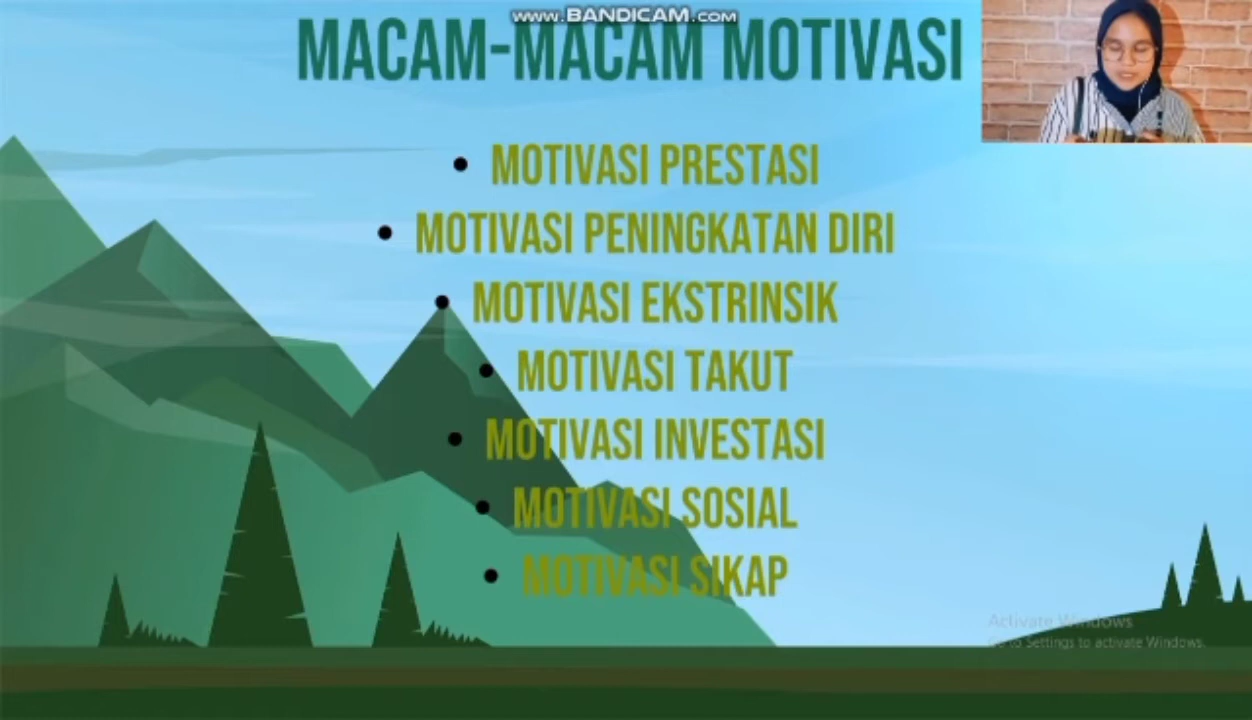 www.BANDICAM.com
MACAM-MACAM MOTIVASI
• MOTIVASI PRESTASI
• MOTIVASI PENINGKATAN DIRI
• MOTIVASI EKSTRINSIK
• MOTIVASI TAKUT
• MOTIVASI INVESTASI
• MOTIVASI SOSIAL
• MOTIVASI SIKAP
Activate Windows
Go to Settings to activate Windows.